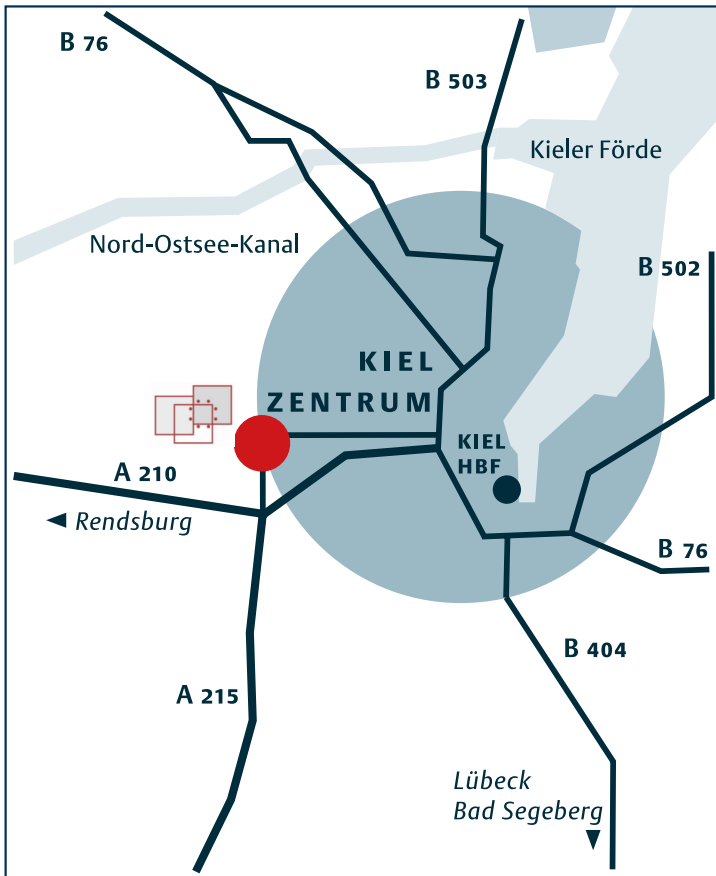 B 76
B 503
Kieler Förde
Nord-Ostsee-Kanal
B 502
KIEL
ZENTRUM
KIEL
HBF
A 210
Rendsburg
B 76
B 404
A 215
Lübeck
Bad Segeberg